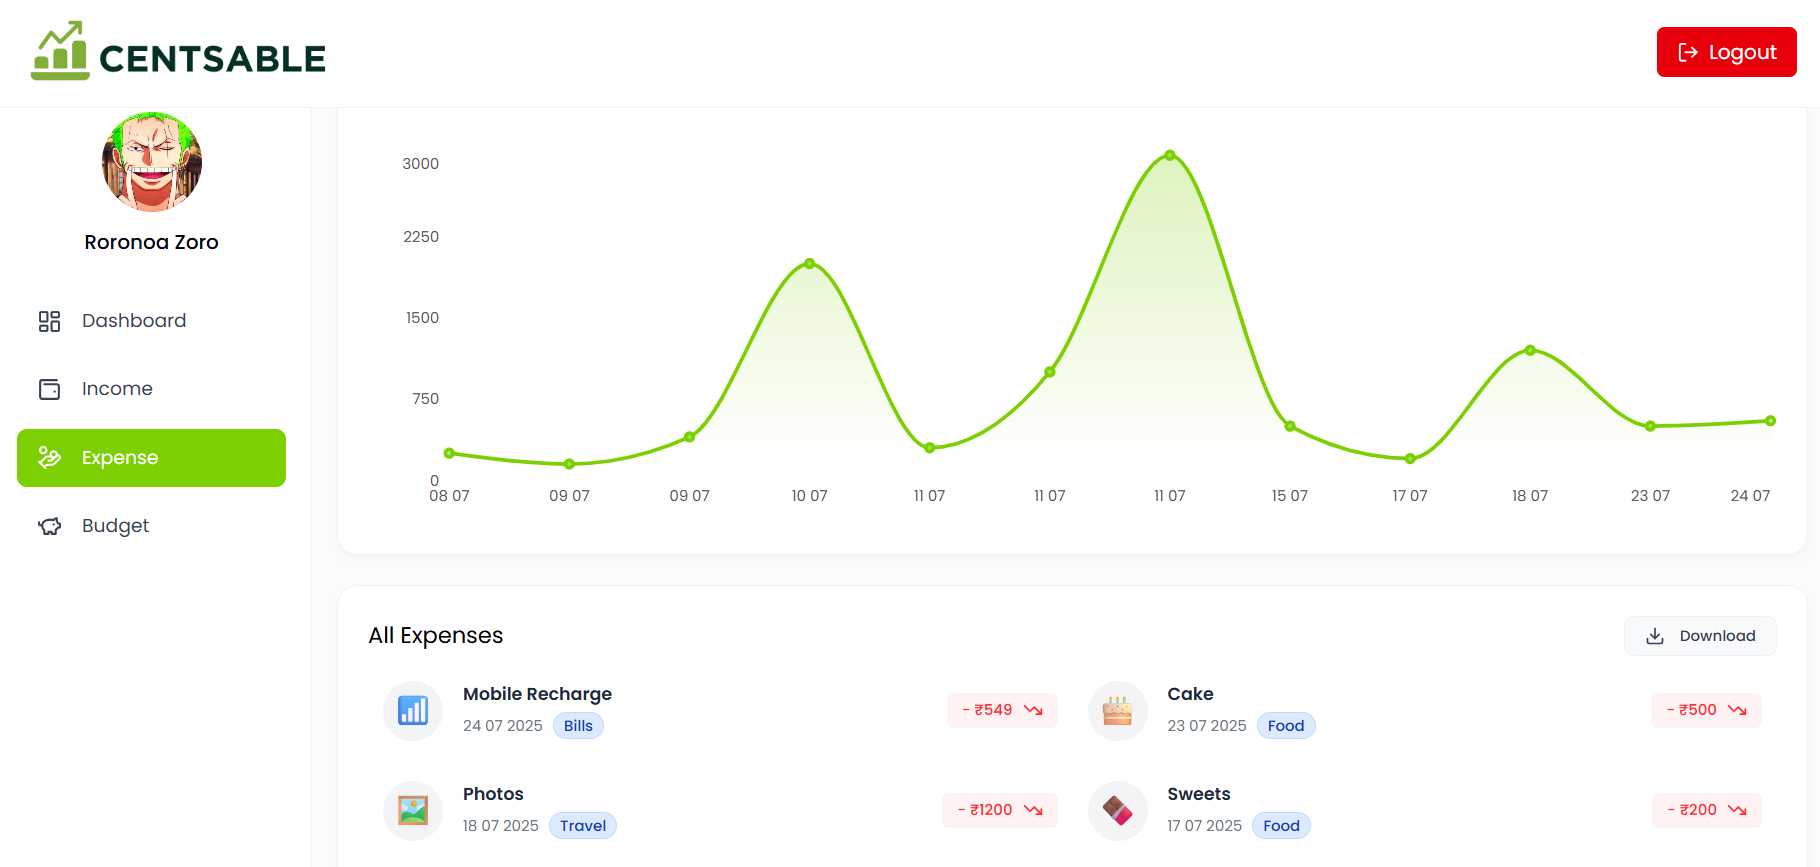 CENTSABLE
Logout
Roronoa Zoro
Dashboard
Income
Expense
Budget
3000
2250
1500
750
0
08 07 09 07 09 07 10 07 11 07 11 07 11 07 15 07 17 07 18 07 23 07 24 07
All Expenses
Download
Mobile Recharge
24 07 2025 Bills
- ₹549
Cake
23 07 2025 Food
- ₹500
Photos
18 07 2025 Travel
- ₹1200
Sweets
17 07 2025 Food
- ₹200